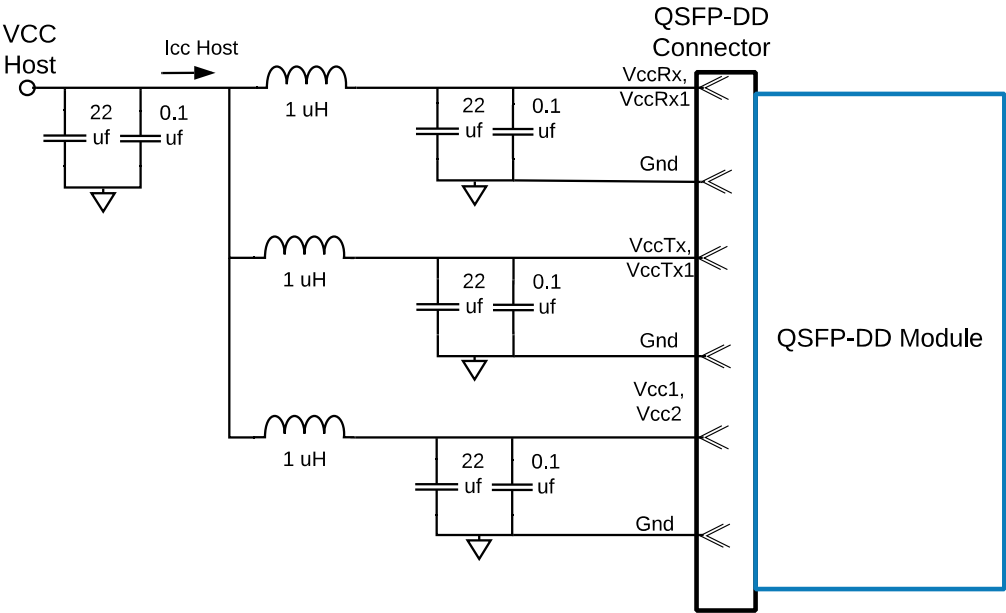 QSFP-DD
Connector
VCC
Host
Icc Host
VccRx,
VccRx1
1 uH
22
uf
0.1
uf
22
uf
0.1
uf
Gnd
VccTx,
VccTx1
1 uH
22
uf
0.1
uf
Gnd
QSFP-DD Module
Vcc1,
Vcc2
1 uH
22
uf
0.1
uf
Gnd